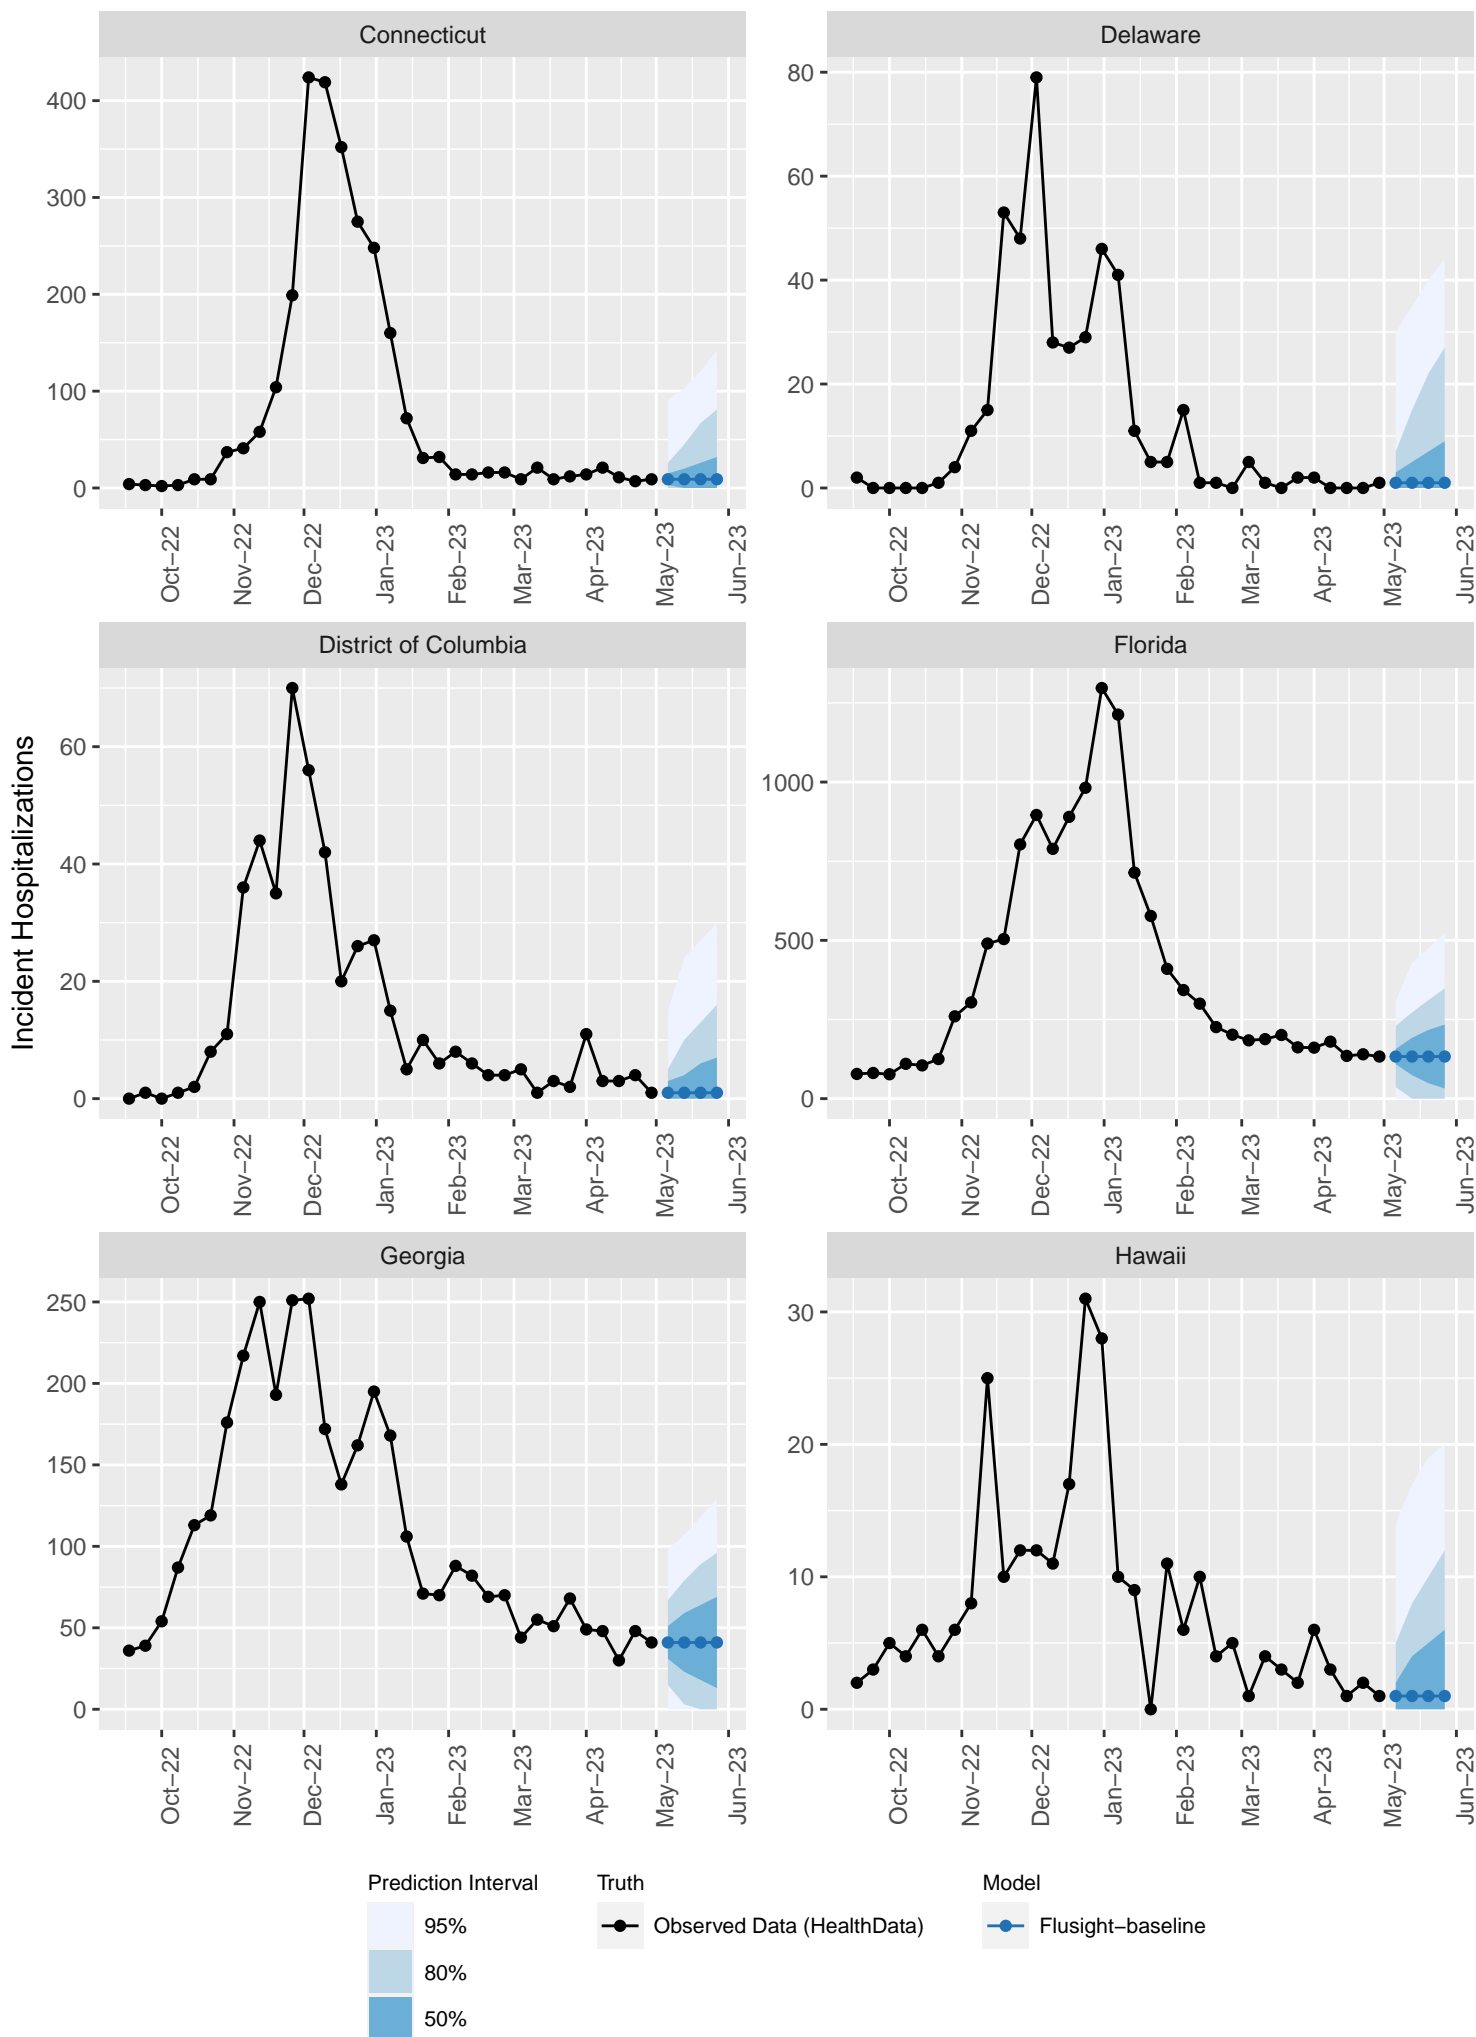 Connecticut
Delaware
400
300
200
100
0
80
60
40
20
0
Oct−22
Nov−22
Dec−22
Jan−23
Feb−23
Mar−23
Apr−23
May−23
Jun−23
Oct−22
Nov−22
Dec−22
Jan−23
Feb−23
Mar−23
Apr−23
May−23
Jun−23
Incident Hospitalizations
District of Columbia
Florida
60
40
20
0
1000
500
0
Oct−22
Nov−22
Dec−22
Jan−23
Feb−23
Mar−23
Apr−23
May−23
Jun−23
Oct−22
Nov−22
Dec−22
Jan−23
Feb−23
Mar−23
Apr−23
May−23
Jun−23
Georgia
Hawaii
250
200
150
100
50
0
30
20
10
0
Oct−22
Nov−22
Dec−22
Jan−23
Feb−23
Mar−23
Apr−23
May−23
Jun−23
Oct−22
Nov−22
Dec−22
Jan−23
Feb−23
Mar−23
Apr−23
May−23
Jun−23
Prediction Interval
95%
80%
50%
Truth
Observed Data (HealthData)
Model
Flusight−baseline